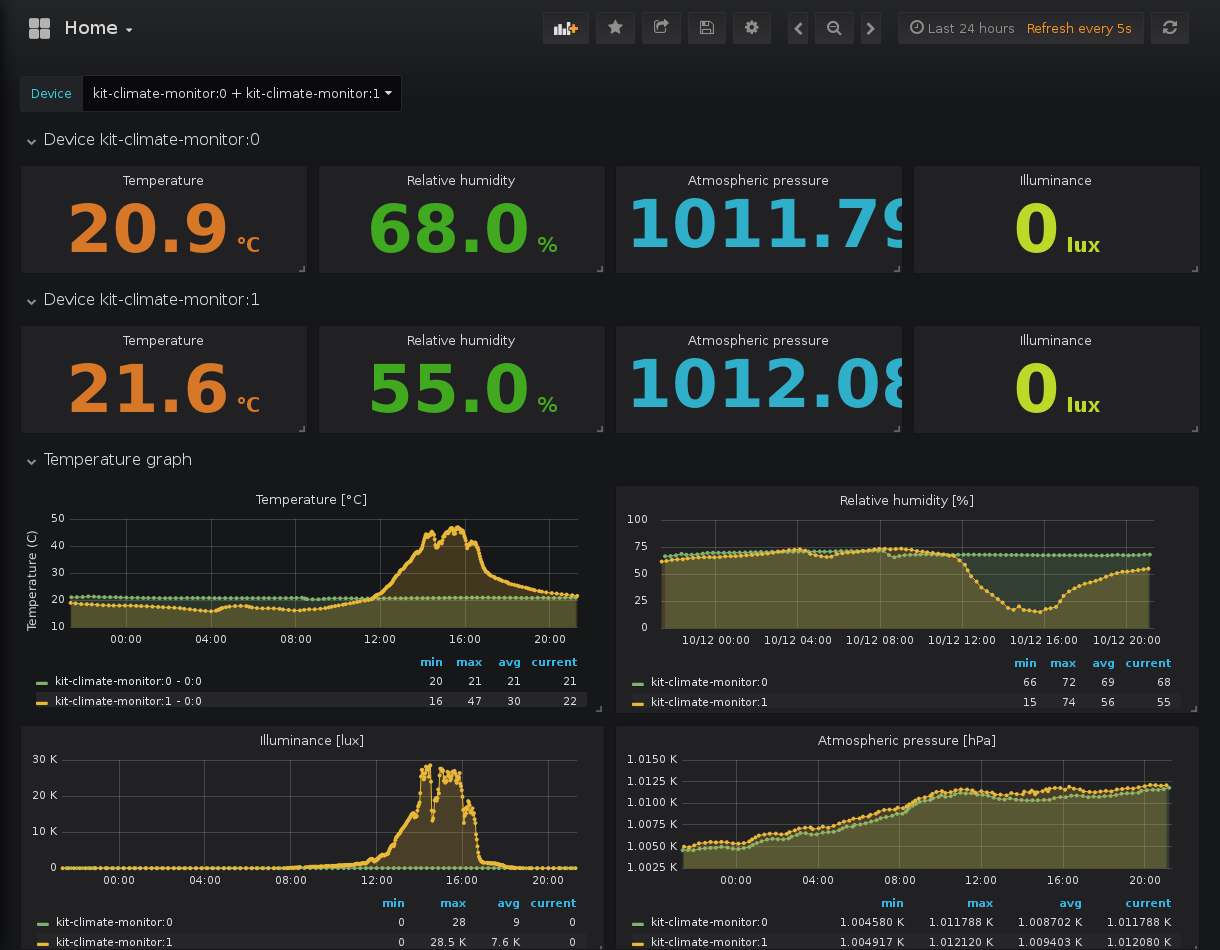 Home
Last 24 hours Refresh every 5s
Device kit-climate-monitor:0 + kit-climate-monitor:1
Device kit-climate-monitor:0
Temperature Relative humidity Atmospheric pressure Illuminance
20.9 °C 68.0 % 1011.79 0 lux
Device kit-climate-monitor:1
Temperature Relative humidity Atmospheric pressure Illuminance
21.6 °C 55.0 % 1012.08 0 lux
Temperature graph
Temperature [°C]
Temperature (C)
50
40
30
20
10
00:00 04:00 08:00 12:00 16:00 20:00
min max avg current
kit-climate-monitor:0 - 0:0 20 21 21 21
kit-climate-monitor:1 - 0:0 16 47 30 22
Relative humidity [%]
100
75
50
25
0
10/12 00:00 10/12 04:00 10/12 08:00 10/12 12:00 10/12 16:00 10/12 20:00
min max avg current
kit-climate-monitor:0 66 72 69 68
kit-climate-monitor:1 15 74 56 55
Illuminance [lux]
30 K
20 K
10 K
0
00:00 04:00 08:00 12:00 16:00 20:00
min max avg current
kit-climate-monitor:0 0 28 9 0
kit-climate-monitor:1 0 28.5 K 7.6 K 0
Atmospheric pressure [hPa]
1.0150 K
1.0125 K
1.0100 K
1.0075 K
1.0050 K
1.0025 K
00:00 04:00 08:00 12:00 16:00 20:00
min max avg current
kit-climate-monitor:0 1.004580 K 1.011788 K 1.008702 K 1.011788 K
kit-climate-monitor:1 1.004917 K 1.012120 K 1.009403 K 1.012080 K